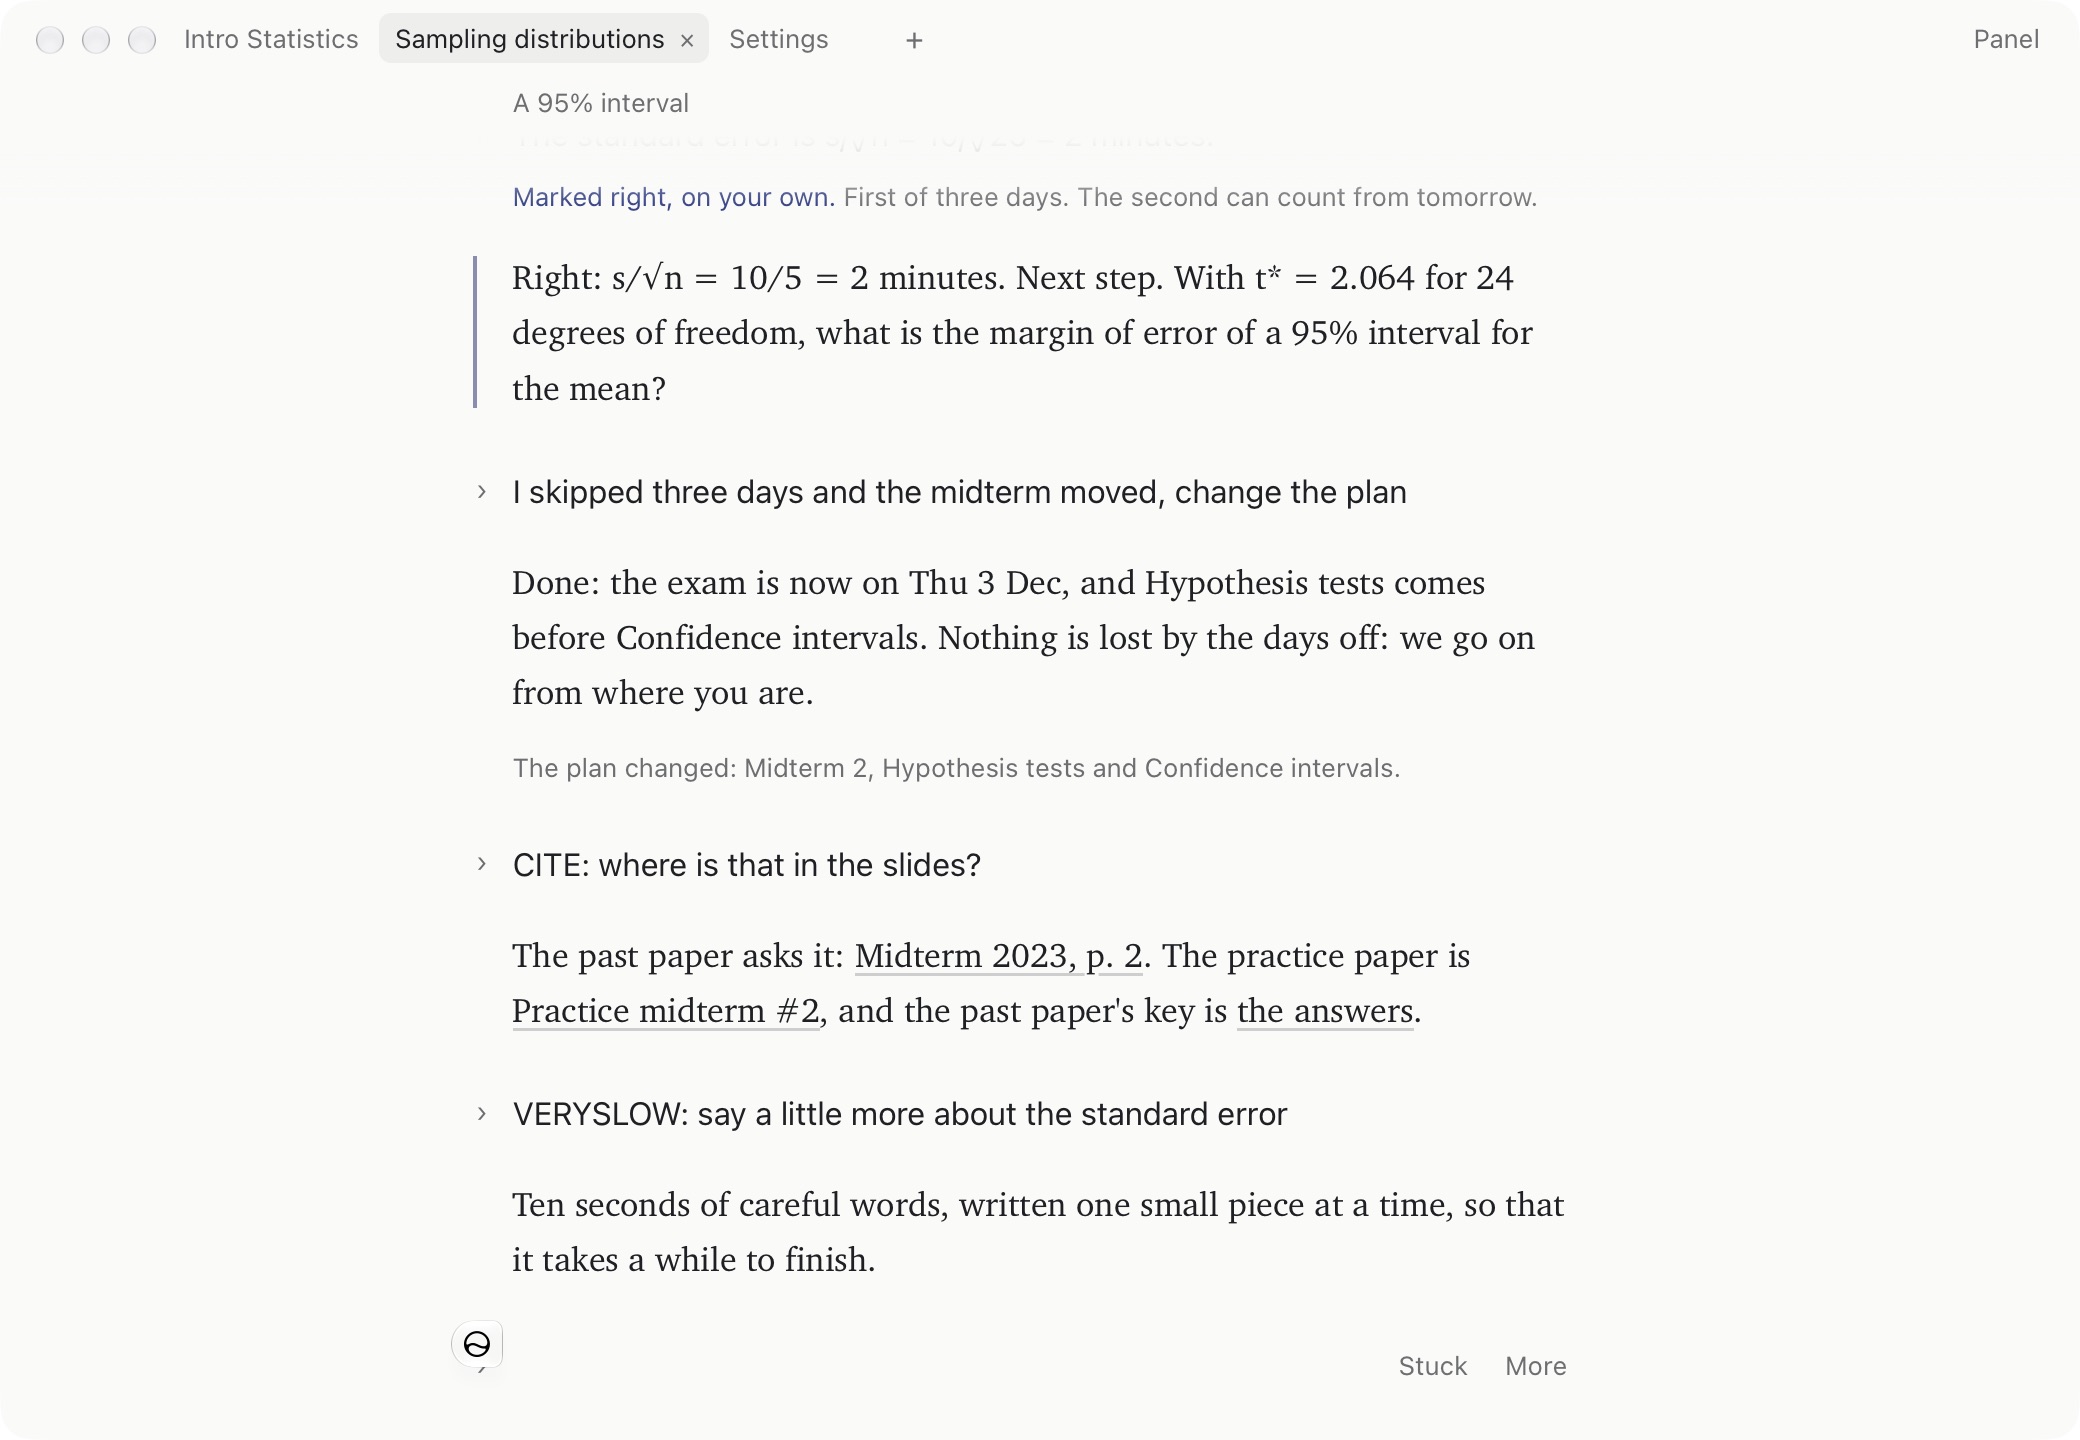 Intro Statistics
Sampling distributions ×
Settings
+
Panel
A 95% interval
The standard error is s/√n = 10/√25 = 2 minutes.
Marked right, on your own. First of three days. The second can count from tomorrow.
Right: s/√n = 10/5 = 2 minutes. Next step. With t* = 2.064 for 24
degrees of freedom, what is the margin of error of a 95% interval for
the mean?
› I skipped three days and the midterm moved, change the plan
Done: the exam is now on Thu 3 Dec, and Hypothesis tests comes
before Confidence intervals. Nothing is lost by the days off: we go on
from where you are.
The plan changed: Midterm 2, Hypothesis tests and Confidence intervals.
› CITE: where is that in the slides?
The past paper asks it: Midterm 2023, p. 2. The practice paper is
Practice midterm #2, and the past paper's key is the answers.
› VERYSLOW: say a little more about the standard error
Ten seconds of careful words, written one small piece at a time, so that
it takes a while to finish.
Stuck
More